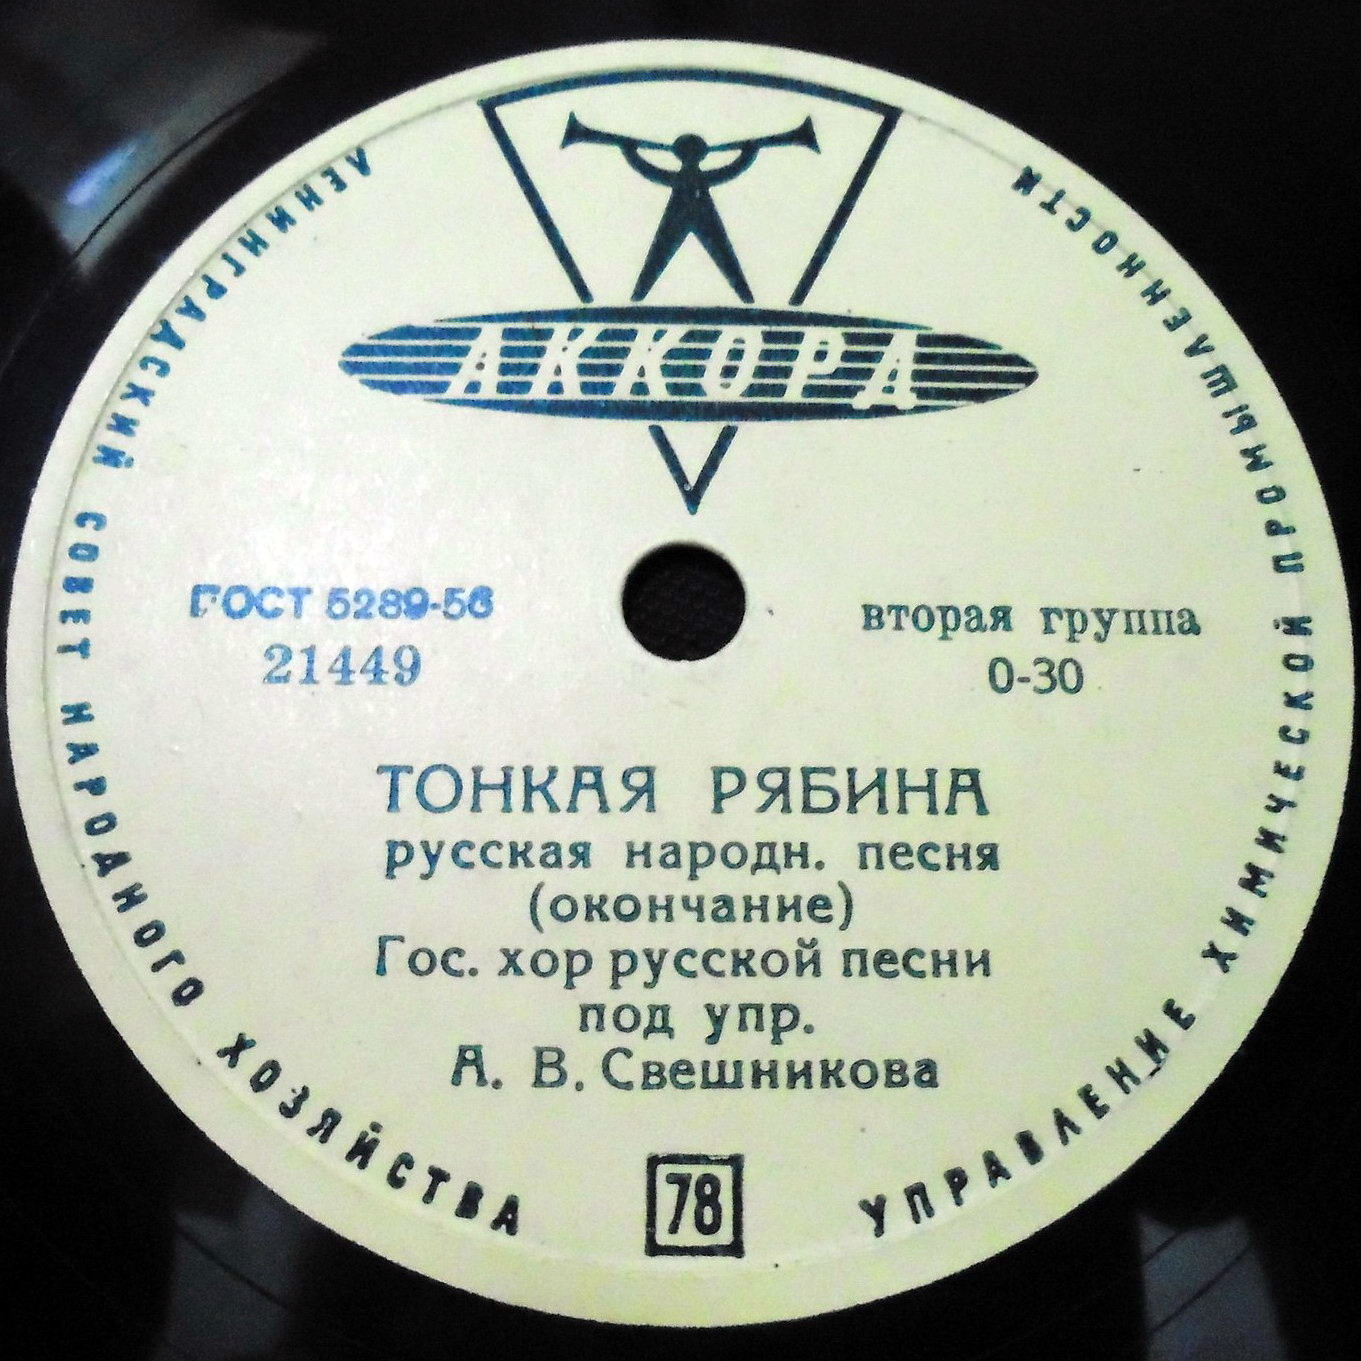 АККОРД
ЛЕНИНГРАДСКИЙ СОВЕТ НАРОДНОГО ХОЗЯЙСТВА
УПРАВЛЕНИЕ ХИМИЧЕСКОЙ ПРОМЫШЛЕННОСТИ
ГОСТ 5289-56
21449
вторая группа
0-30
ТОНКАЯ РЯБИНА
русская народн. песня
(окончание)
Гос. хор русской песни
под упр.
А. В. Свешникова
78